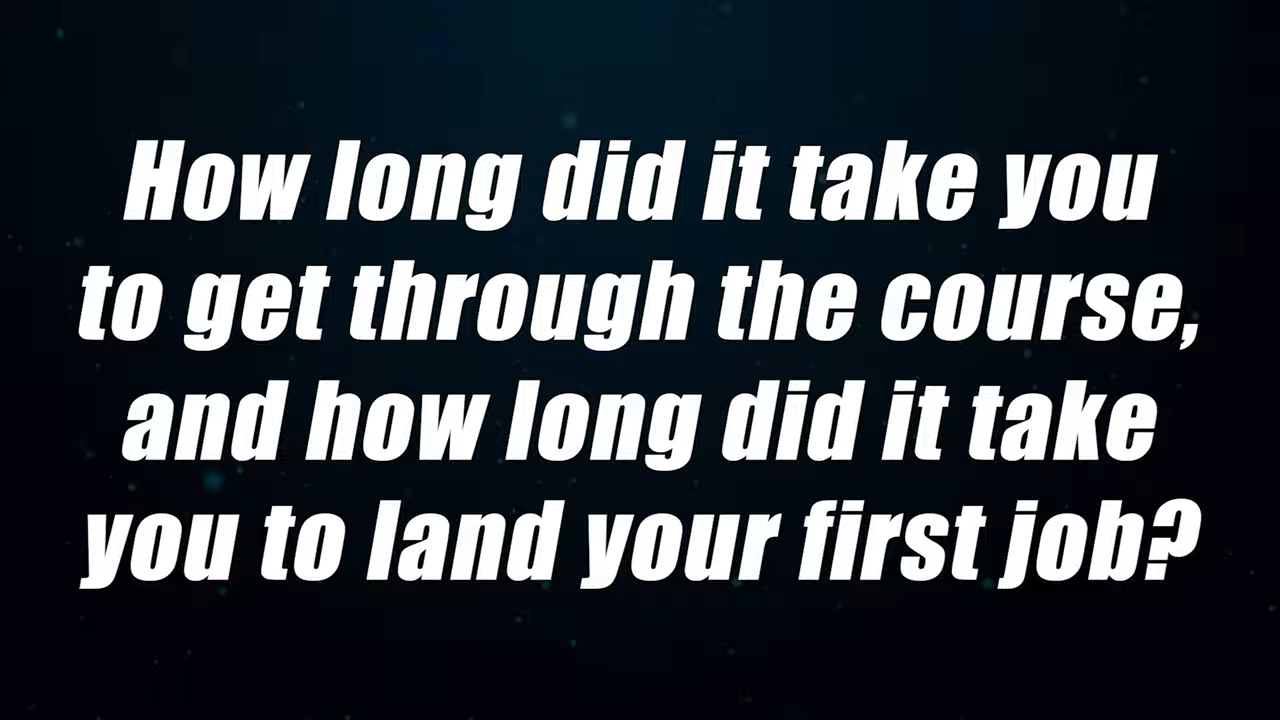 How long did it take you
to get through the course,
and how long did it take
you to land your first job?